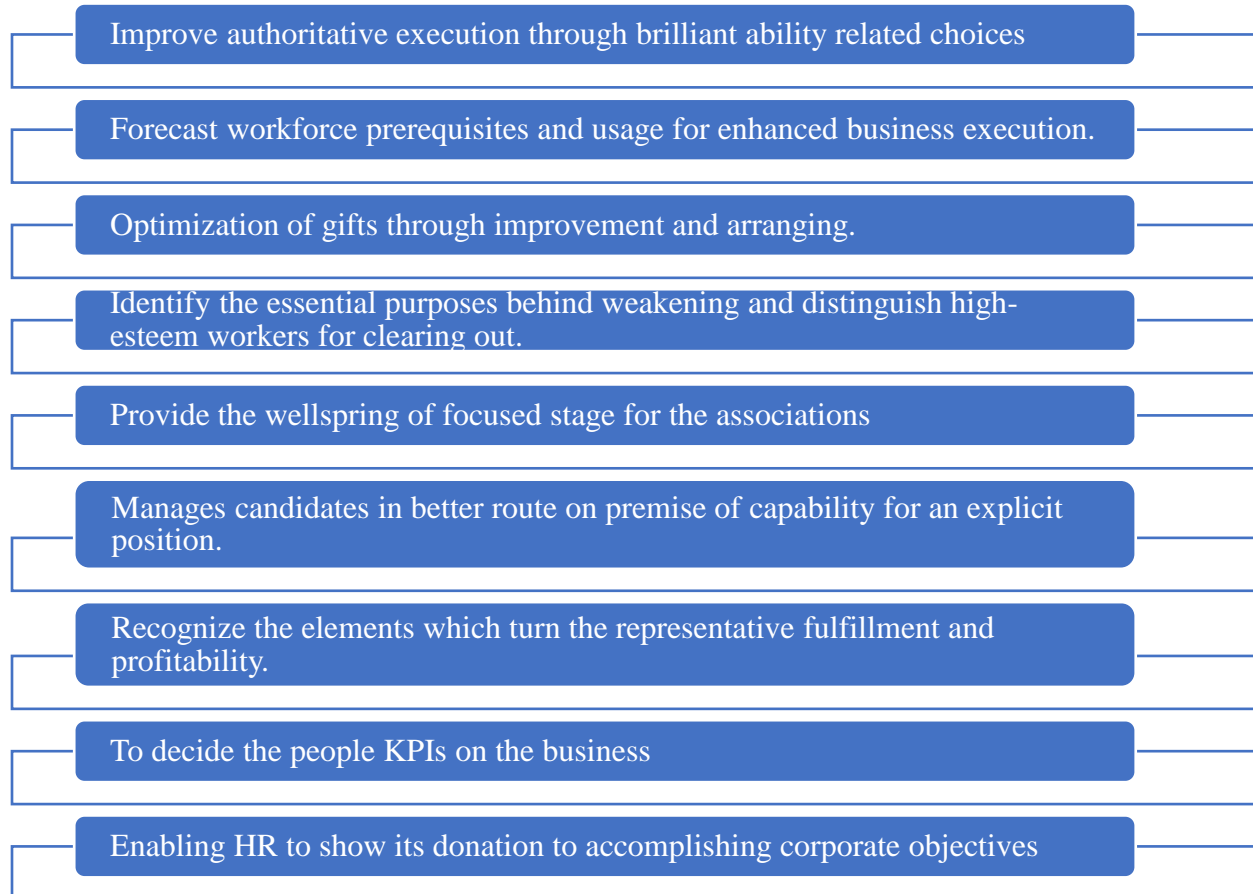 Improve authoritative execution through brilliant ability related choices
Forecast workforce prerequisites and usage for enhanced business execution.
Optimization of gifts through improvement and arranging.
Identify the essential purposes behind weakening and distinguish high-
esteem workers for clearing out.
Provide the wellspring of focused stage for the associations
Manages candidates in better route on premise of capability for an explicit
position.
Recognize the elements which turn the representative fulfillment and
profitability.
To decide the people KPIs on the business
Enabling HR to show its donation to accomplishing corporate objectives